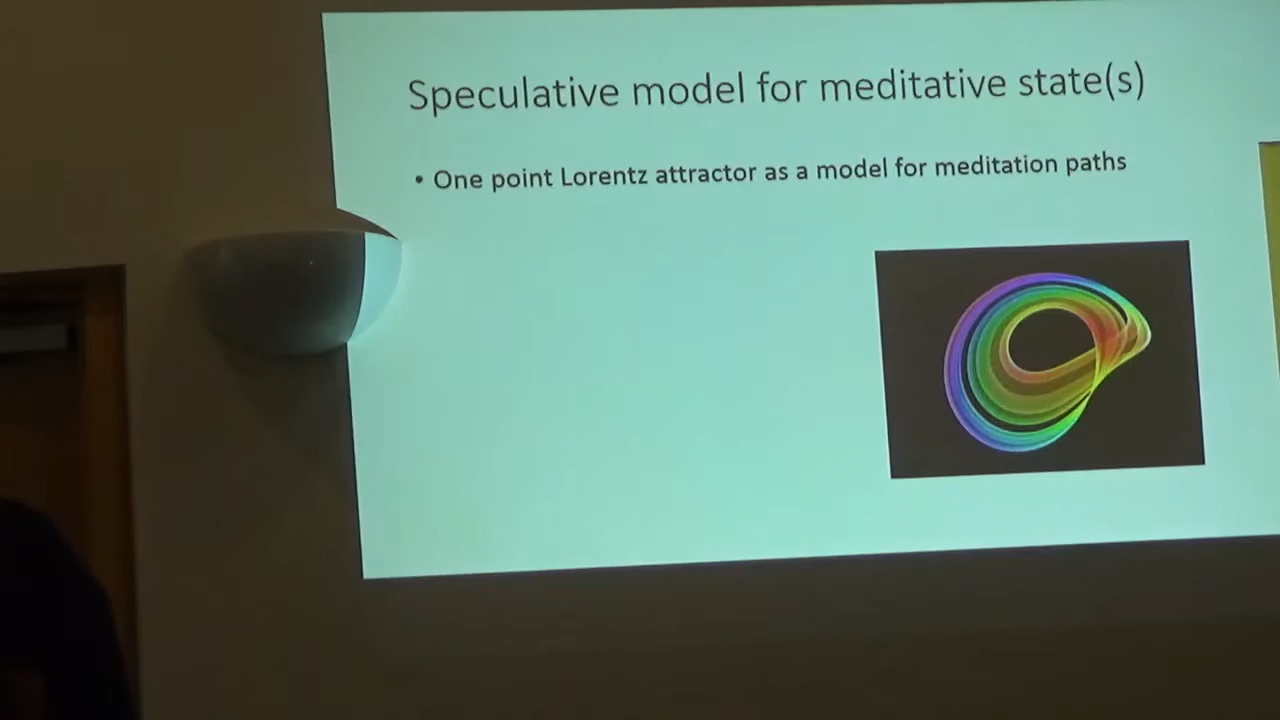 Speculative model for meditative state(s)
• One point Lorentz attractor as a model for meditation paths